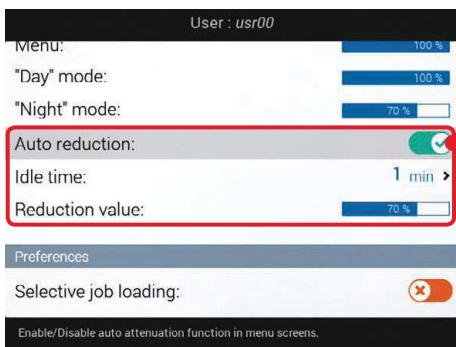 User : usr00
Menu: 100 %
"Day" mode: 100 %
"Night" mode: 70 %
Auto reduction:
Idle time: 1 min >
Reduction value: 70 %
Preferences
Selective job loading:
Enable/Disable auto attenuation function in menu screens.